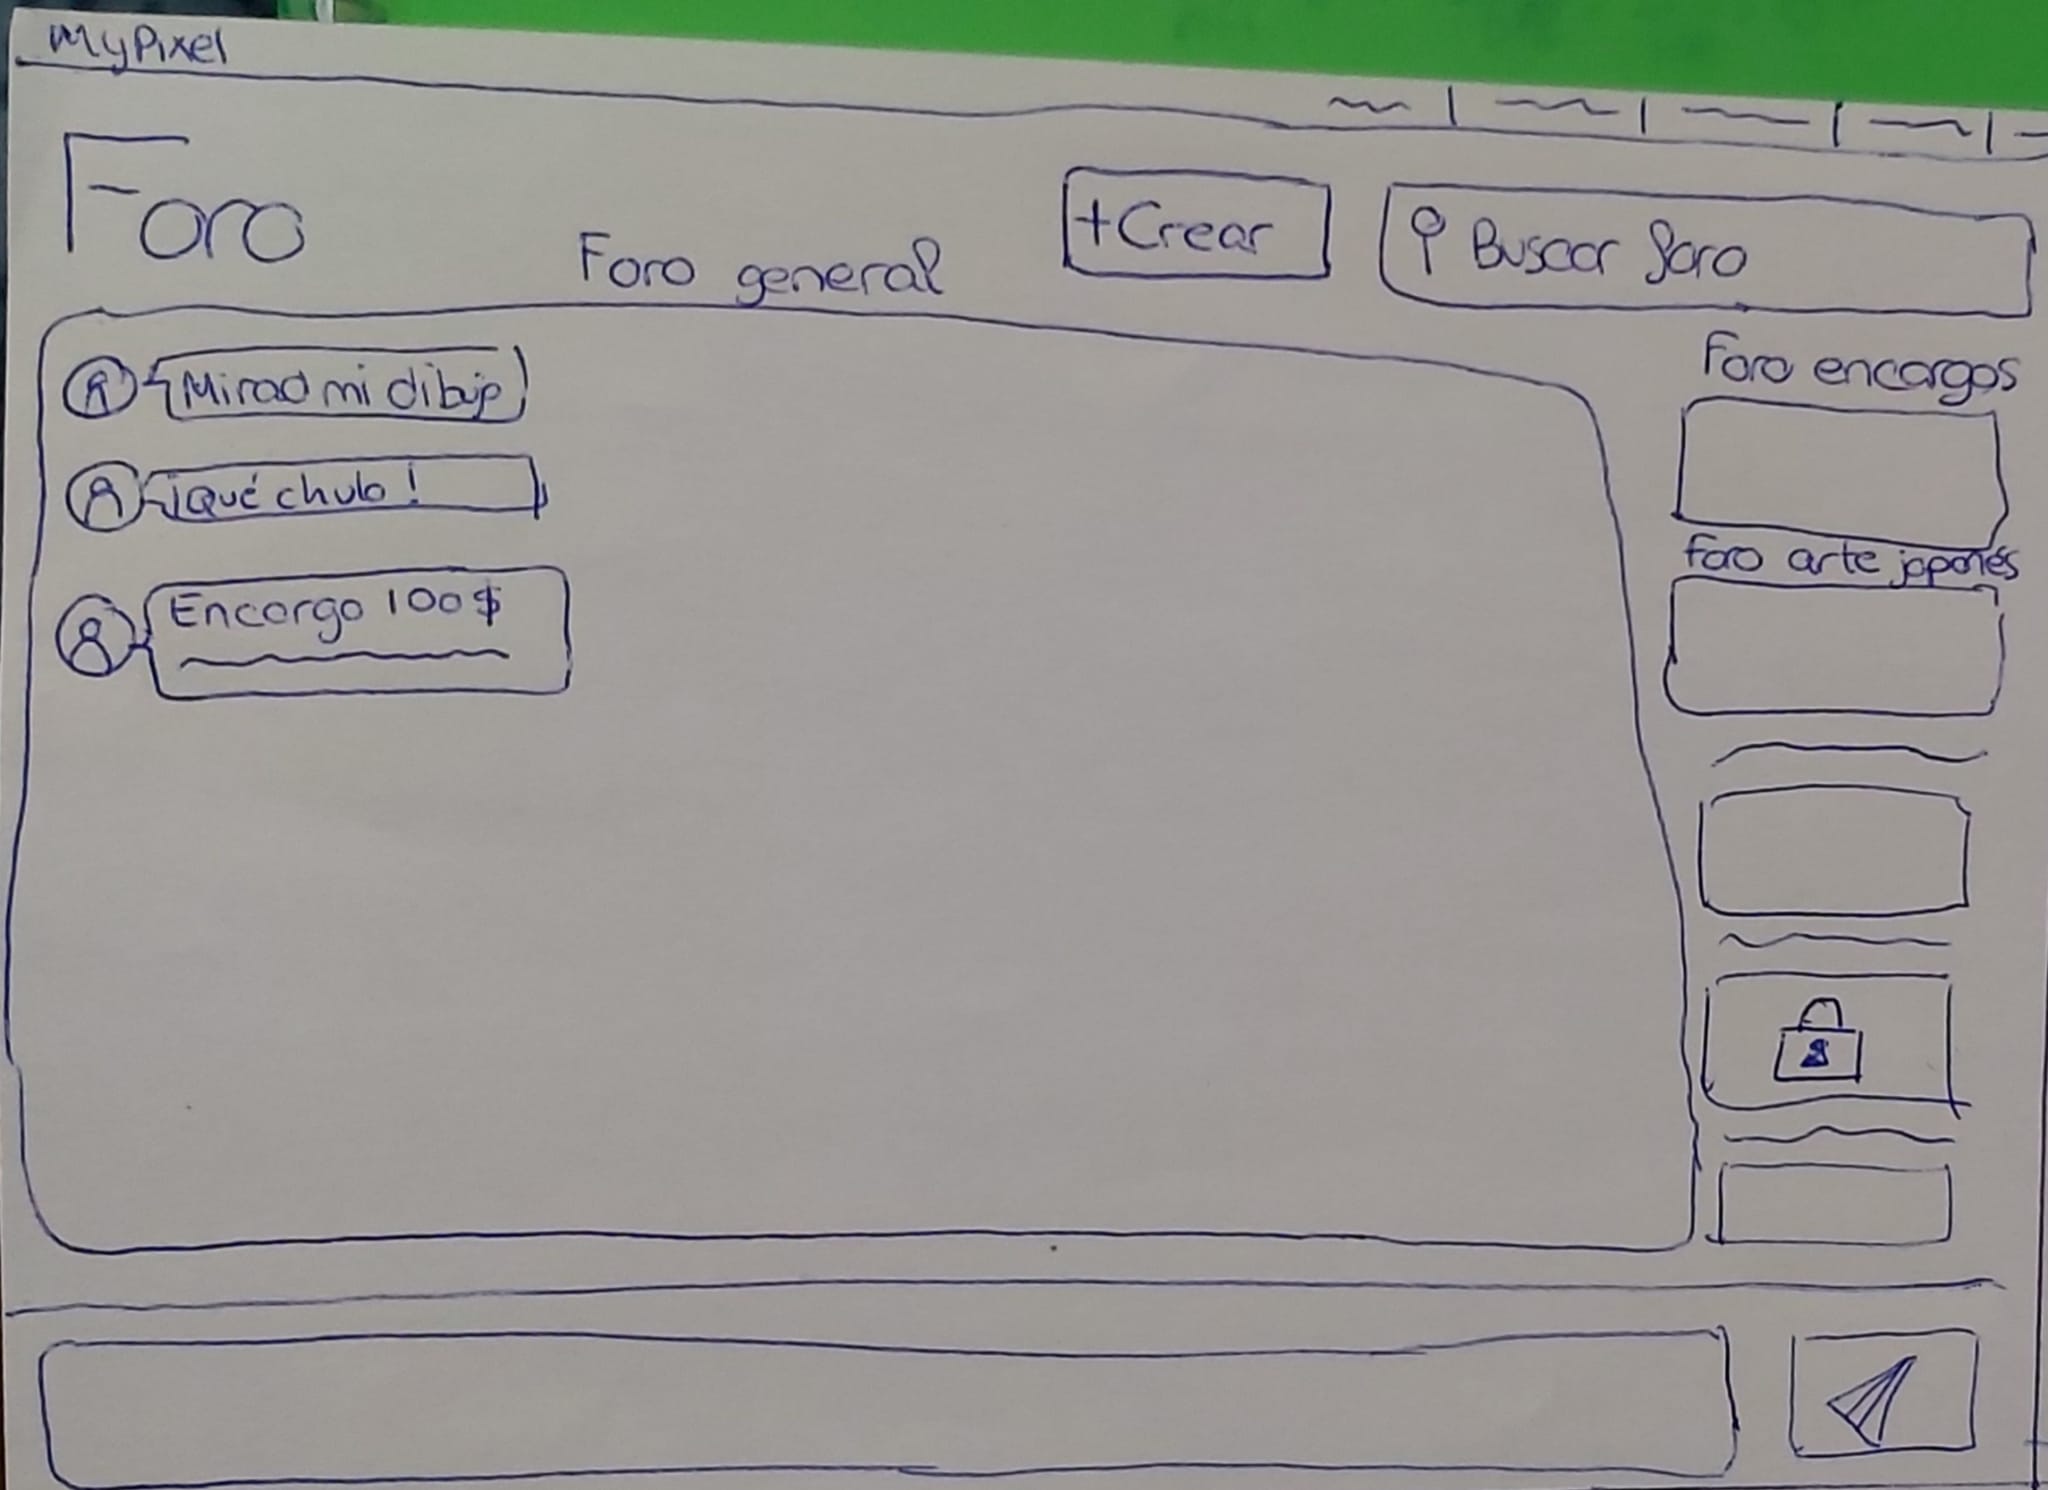 MyPixel
Foro
Foro general
+Crear
Buscar foro
Mirad mi dibujo
¡Qué chulo!
Encargo 100$
Foro encargos
foro arte japonés